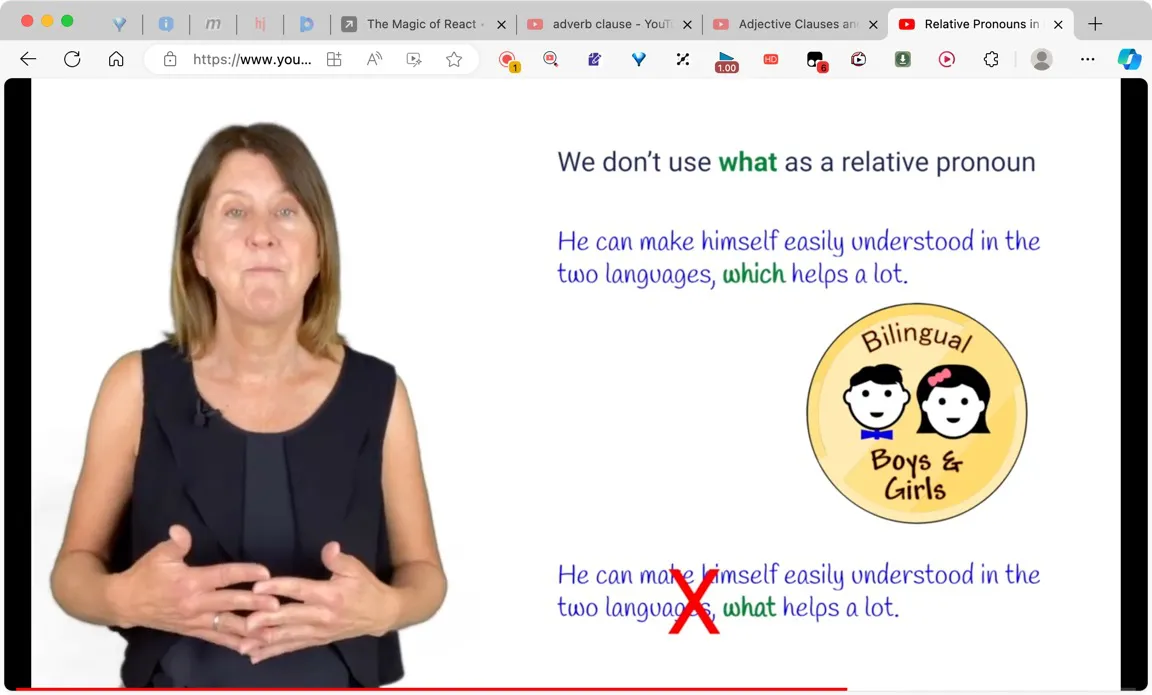 The Magic of React
adverb clause - YouT
Adjective Clauses an
Relative Pronouns in
https://www.you...
1
1.00
HD
6
We don't use what as a relative pronoun
He can make himself easily understood in the
two languages, which helps a lot.
Bilingual
Boys &
Girls
He can make himself easily understood in the
two languages, what helps a lot.